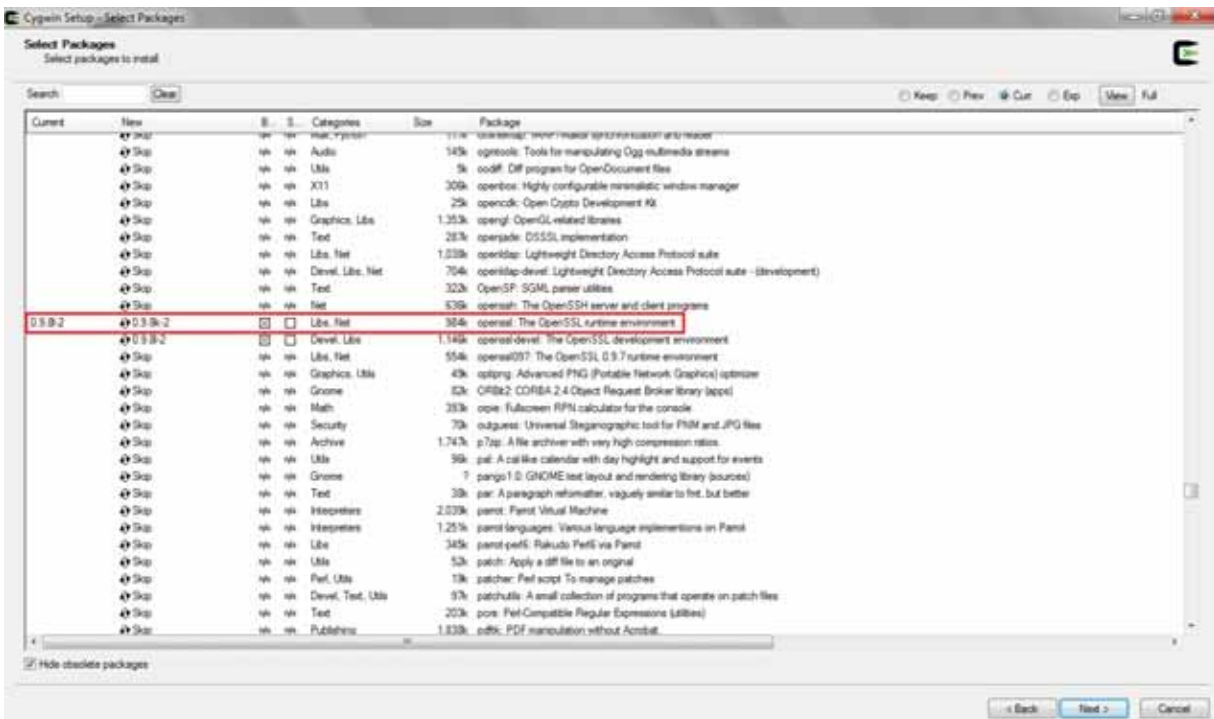 Cygwin Setup - Select Packages
Select Packages
Select packages to install
Search Clear Keep Prev Curr Exp View Full
Current New B... S... Categories Size Package
Skip n/a n/a
Skip n/a n/a Audio 145k ogmtools: Tools for manipulating Ogg multimedia streams
Skip n/a n/a Utils 5k oodiff: Diff program for OpenDocument files
Skip n/a n/a X11 306k openbox: Highly configurable minimalistic window manager
Skip n/a n/a Libs 25k opencdk: Open Crypto Development Kit
Skip n/a n/a Graphics, Libs 1.353k opengl: OpenGL-related libraries
Skip n/a n/a Text 287k openjade: DSSSL implementation
Skip n/a n/a Libs, Net openldap: Lightweight Directory Access Protocol suite
Skip n/a n/a Devel, Libs, Net 704k openldap-devel: Lightweight Directory Access Protocol suite - (development)
Skip n/a n/a Text 322k OpenSP: SGML parser utilities
Skip n/a n/a Net openssh: The OpenSSH server and client programs
Libs, Net openssl: The OpenSSL runtime environment
Devel, Libs openssl-devel: The OpenSSL development environment
Skip n/a n/a Libs, Net 554k openssl097: The OpenSSL 0.9.7 runtime environment
Skip n/a n/a Graphics, Utils 49k optipng: Advanced PNG (Portable Network Graphics) optimizer
Skip n/a n/a Gnome 82k ORBit2: CORBA 2.4 Object Request Broker library (apps)
Skip n/a n/a Math orpie: Fullscreen RPN calculator for the console
Skip n/a n/a Security 70k outguess: Universal Steganographic tool for PNM and JPG files
Skip n/a n/a Archive 1.747k p7zip: A file archiver with very high compression ratios.
Skip n/a n/a Utils pal: A cal-like calendar with day highlight and support for events
Skip n/a n/a Gnome ? pango1.0: GNOME text layout and rendering library (sources)
Skip n/a n/a Text par: A paragraph reformatter, vaguely similar to fmt, but better
Skip n/a n/a Interpreters 2.039k parrot: Parrot Virtual Machine
Skip n/a n/a Interpreters 1.251k parrot-languages: Various language implementions on Parrot
Skip n/a n/a Libs 345k parrot-perl6: Rakudo Perl6 via Parrot
Skip n/a n/a Utils 52k patch: Apply a diff file to an original
Skip n/a n/a Perl, Utils 19k patcher: Perl script To manage patches
Skip n/a n/a Devel, Text, Utils 97k patchutils: A small collection of programs that operate on patch files
Skip n/a n/a Text 203k pcre: Perl-Compatible Regular Expressions (utilities)
Skip n/a n/a Publishing pdftk: PDF manipulation without Acrobat.
Hide obsolete packages
< Back Next > Cancel